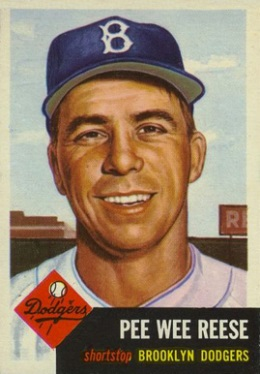 B
R
Dodgers
PEE WEE REESE
shortstop BROOKLYN DODGERS